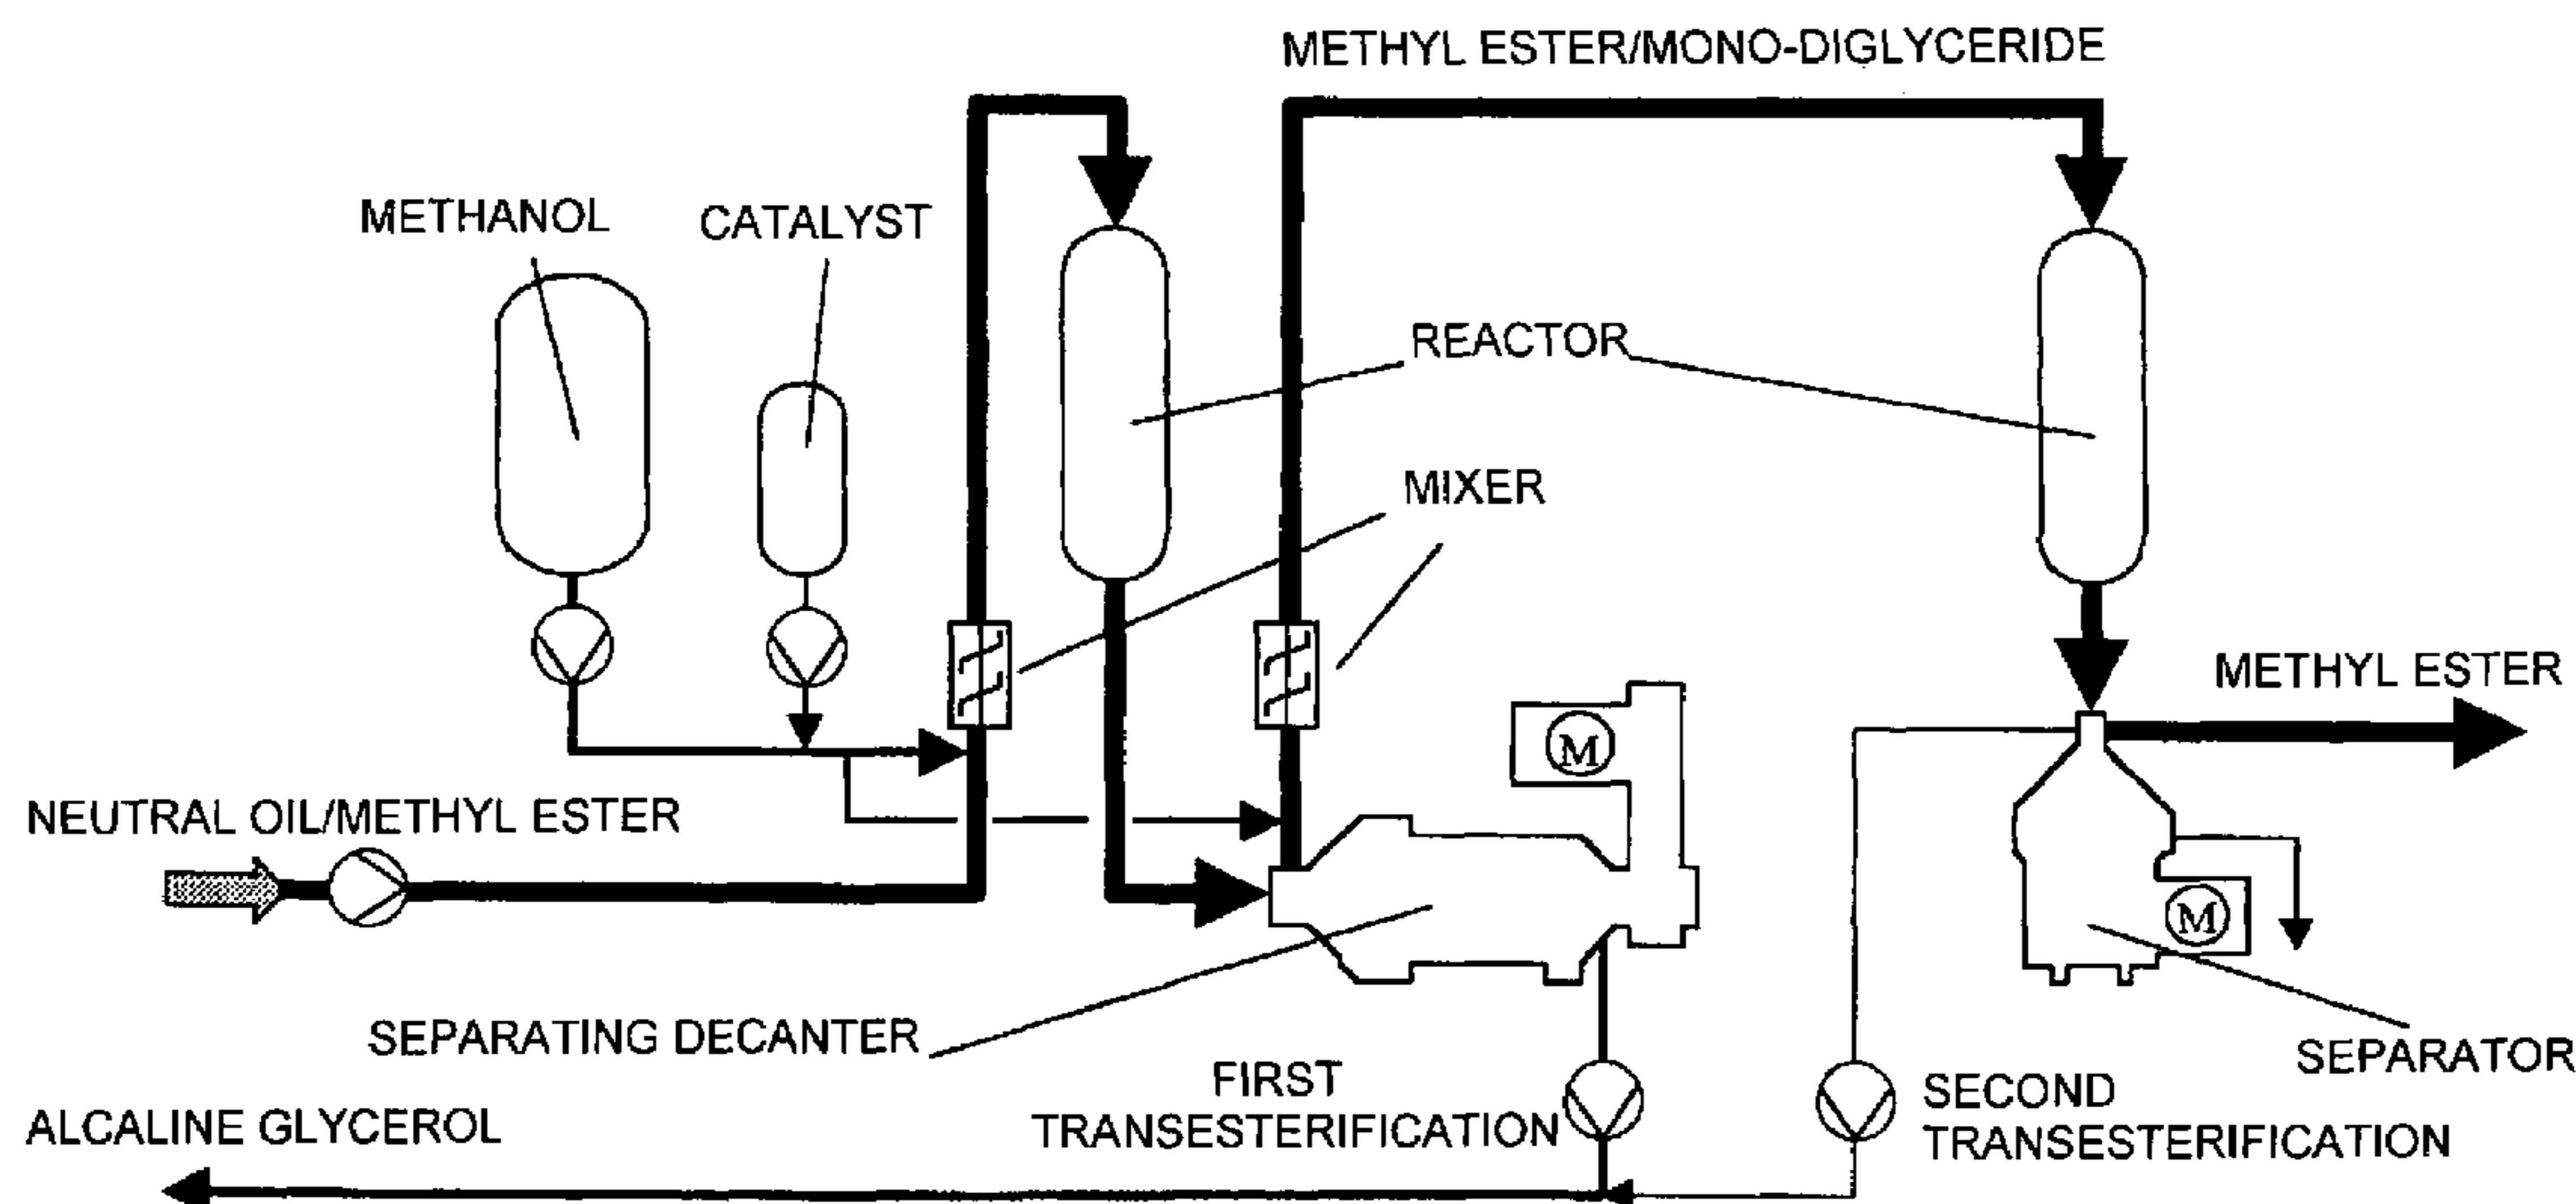 METHYL ESTER/MONO-DIGLYCERIDE
METHANOL
CATALYST
REACTOR
MIXER
METHYL ESTER
M
NEUTRAL OIL/METHYL ESTER
M
SEPARATING DECANTER
SEPARATOR
FIRST
TRANSESTERIFICATION
SECOND
TRANSESTERIFICATION
ALCALINE GLYCEROL